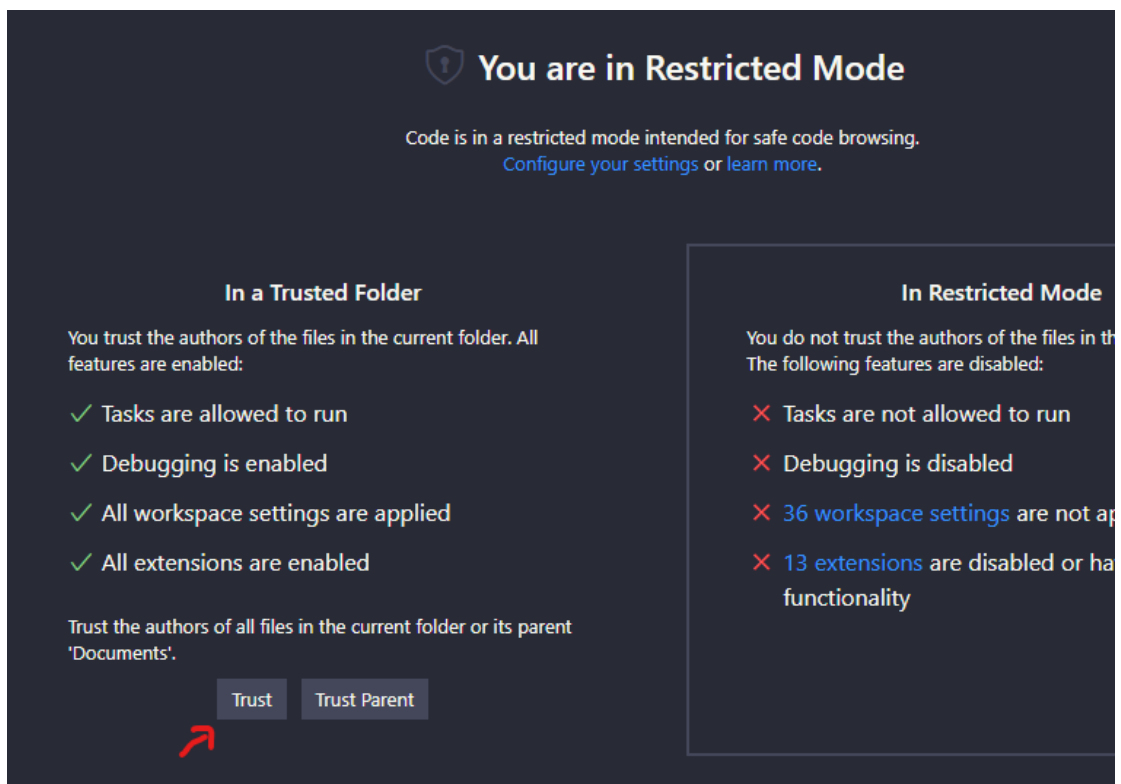 You are in Restricted Mode
Code is in a restricted mode intended for safe code browsing.
Configure your settings or learn more.
In a Trusted Folder
You trust the authors of the files in the current folder. All
features are enabled:
Tasks are allowed to run
Debugging is enabled
All workspace settings are applied
All extensions are enabled
Trust the authors of all files in the current folder or its parent
'Documents'.
Trust Trust Parent
In Restricted Mode
You do not trust the authors of the files in
The following features are disabled:
Tasks are not allowed to run
Debugging is disabled
36 workspace settings are not
13 extensions are disabled or
functionality